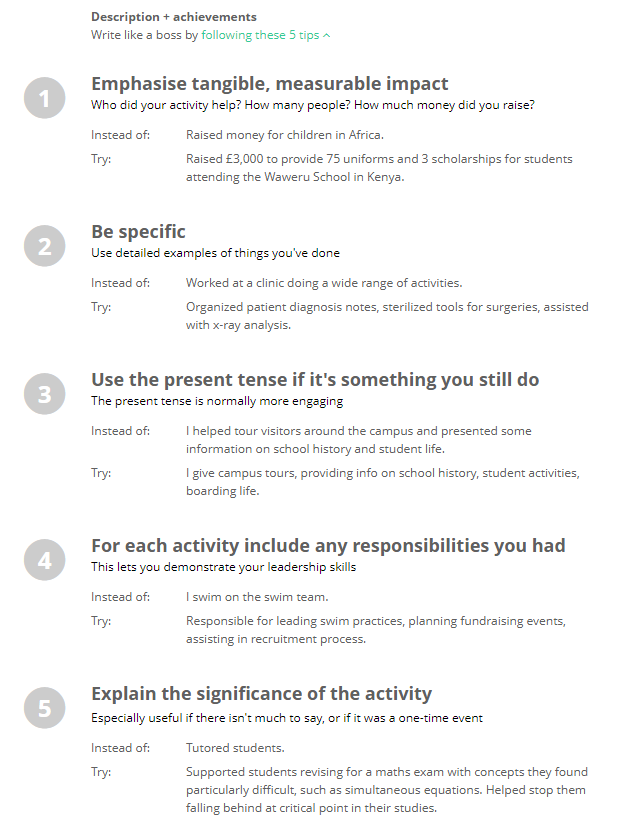 Description + achievements
Write like a boss by following these 5 tips ^
1
Emphasise tangible, measurable impact
Who did your activity help? How many people? How much money did you raise?
Instead of: Raised money for children in Africa.
Try: Raised £3,000 to provide 75 uniforms and 3 scholarships for students
attending the Waweru School in Kenya.
2
Be specific
Use detailed examples of things you've done
Instead of: Worked at a clinic doing a wide range of activities.
Try: Organized patient diagnosis notes, sterilized tools for surgeries, assisted
with x-ray analysis.
3
Use the present tense if it's something you still do
The present tense is normally more engaging
Instead of: I helped tour visitors around the campus and presented some
information on school history and student life.
Try: I give campus tours, providing info on school history, student activities,
boarding life.
4
For each activity include any responsibilities you had
This lets you demonstrate your leadership skills
Instead of: I swim on the swim team.
Try: Responsible for leading swim practices, planning fundraising events,
assisting in recruitment process.
5
Explain the significance of the activity
Especially useful if there isn't much to say, or if it was a one-time event
Instead of: Tutored students.
Try: Supported students revising for a maths exam with concepts they found
particularly difficult, such as simultaneous equations. Helped stop them
falling behind at critical point in their studies.